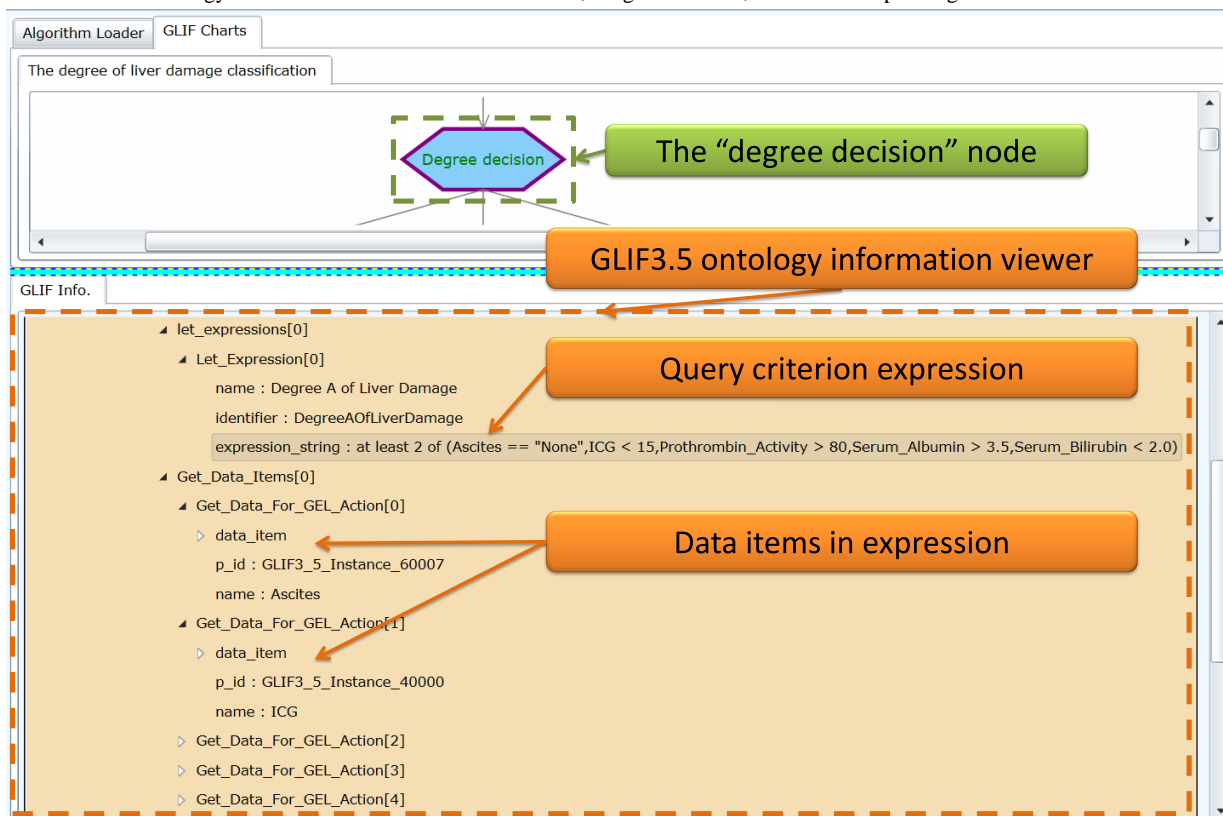 Algorithm Loader GLIF Charts
The degree of liver damage classification
Degree decision
The “degree decision” node
GLIF3.5 ontology information viewer
GLIF Info.
let_expressions[0]
Let_Expression[0]
Query criterion expression
name : Degree A of Liver Damage
identifier : DegreeAOfLiverDamage
expression_string : at least 2 of (Ascites == "None",ICG < 15,Prothrombin_Activity > 80,Serum_Albumin > 3.5,Serum_Bilirubin < 2.0)
Get_Data_Items[0]
Get_Data_For_GEL_Action[0]
data_item
Data items in expression
p_id : GLIF3_5_Instance_60007
name : Ascites
Get_Data_For_GEL_Action[1]
data_item
p_id : GLIF3_5_Instance_40000
name : ICG
Get_Data_For_GEL_Action[2]
Get_Data_For_GEL_Action[3]
Get_Data_For_GEL_Action[4]